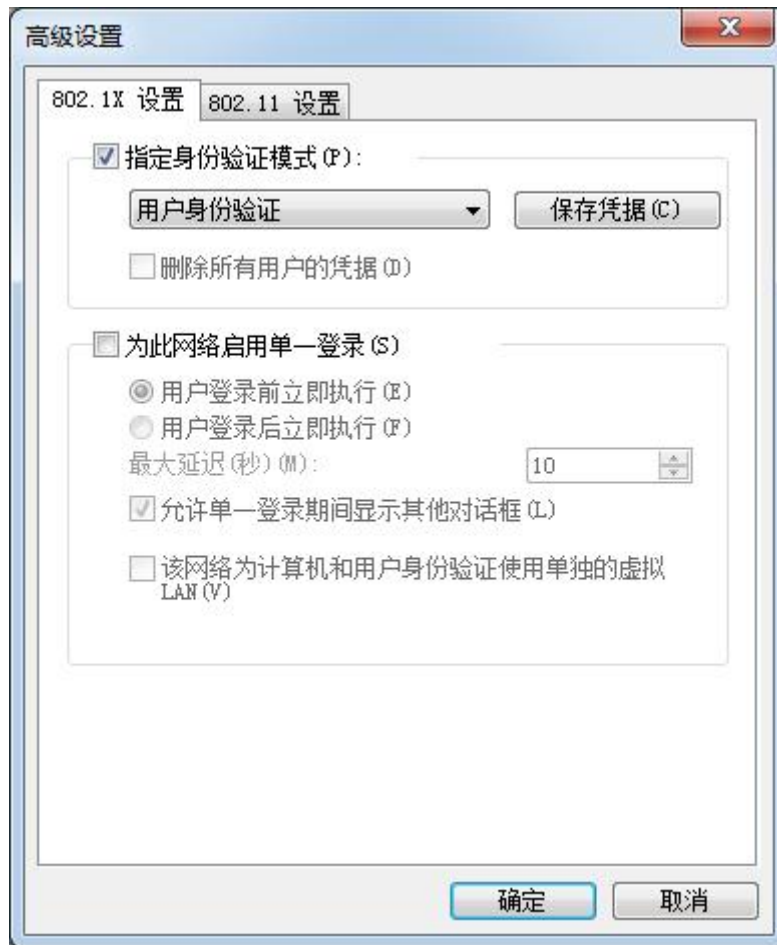 高级设置
802.1X 设置
802.11 设置
指定身份验证模式(P):
用户身份验证
保存凭据(C)
删除所有用户的凭据(D)
为此网络启用单一登录(S)
用户登录前立即执行(E)
用户登录后立即执行(F)
最大延迟(秒)(M):
10
允许单一登录期间显示其他对话框(L)
该网络为计算机和用户身份验证使用单独的虚拟
LAN(V)
确定
取消